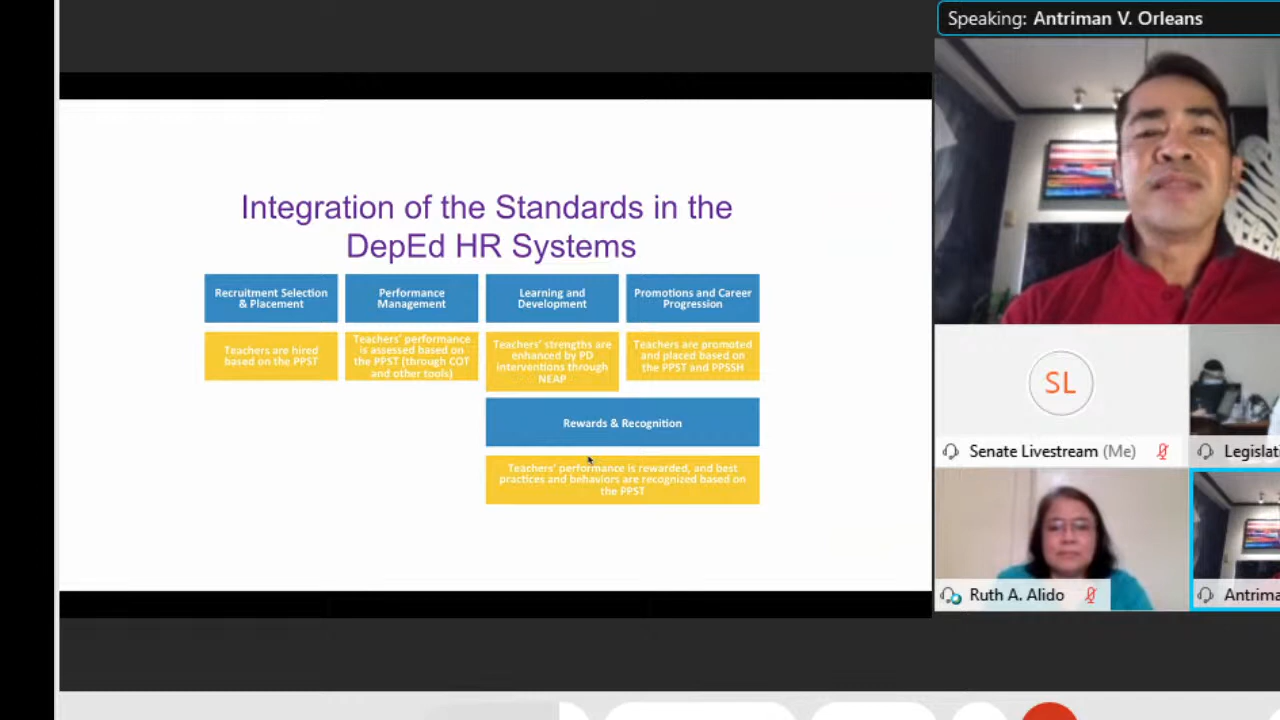 Speaking: Antriman V. Orleans
Integration of the Standards in the
DepEd HR Systems
Recruitment Selection
& Placement
Performance
Management
Learning and
Development
Promotions and Career
Progression
Teachers are hired
based on the PPST
Teachers' performance
is assessed based on
the PPST (through COT
and other tools)
Teachers' strengths are
enhanced by PD
interventions through
NEAP
Teachers are promoted
and placed based on
the PPST and PPSSH
Rewards & Recognition
Teachers' performance is rewarded, and best
practices and behaviors are recognized based on
the PPST
SL
Senate Livestream (Me)
Legislati
Ruth A. Alido
Antrima